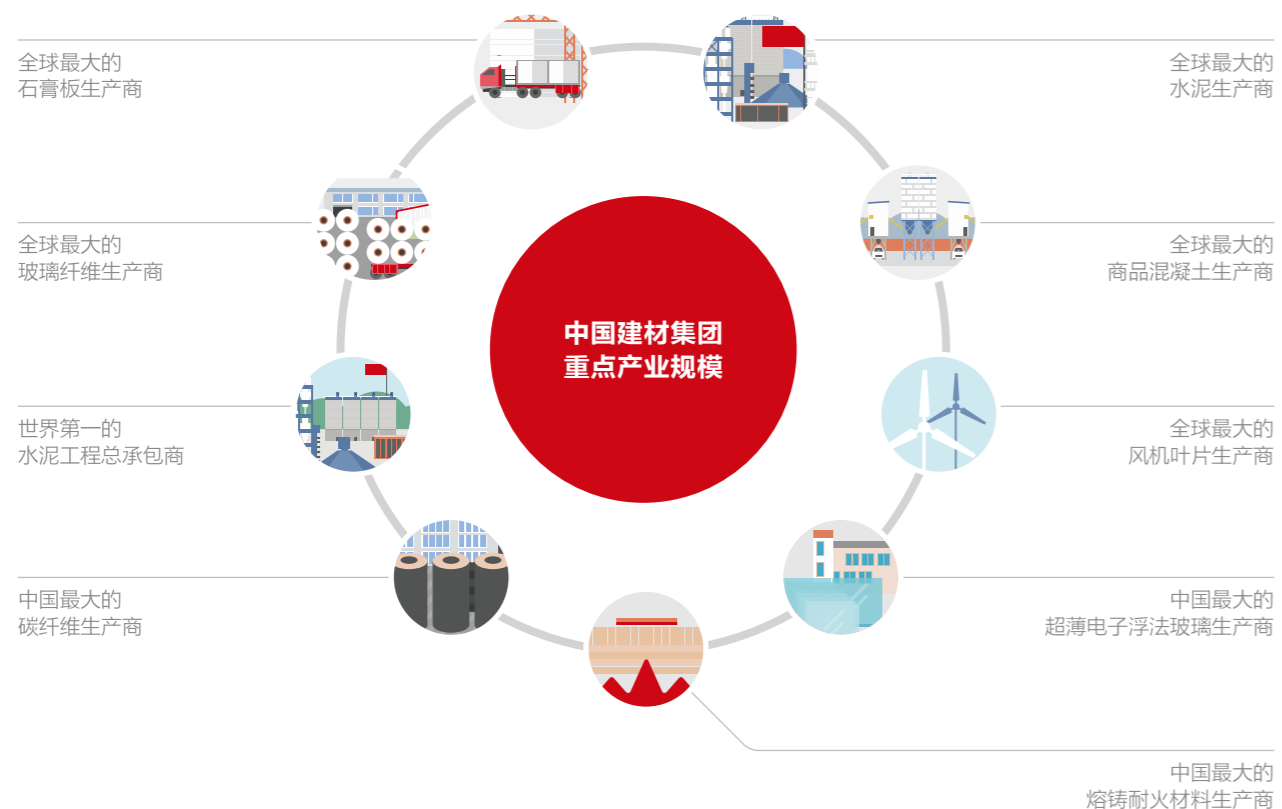 全球最大的
石膏板生产商
全球最大的
水泥生产商
全球最大的
玻璃纤维生产商
全球最大的
商品混凝土生产商
中国建材集团
重点产业规模
世界第一的
水泥工程总承包商
全球最大的
风机叶片生产商
中国最大的
碳纤维生产商
中国最大的
超薄电子浮法玻璃生产商
中国最大的
熔铸耐火材料生产商